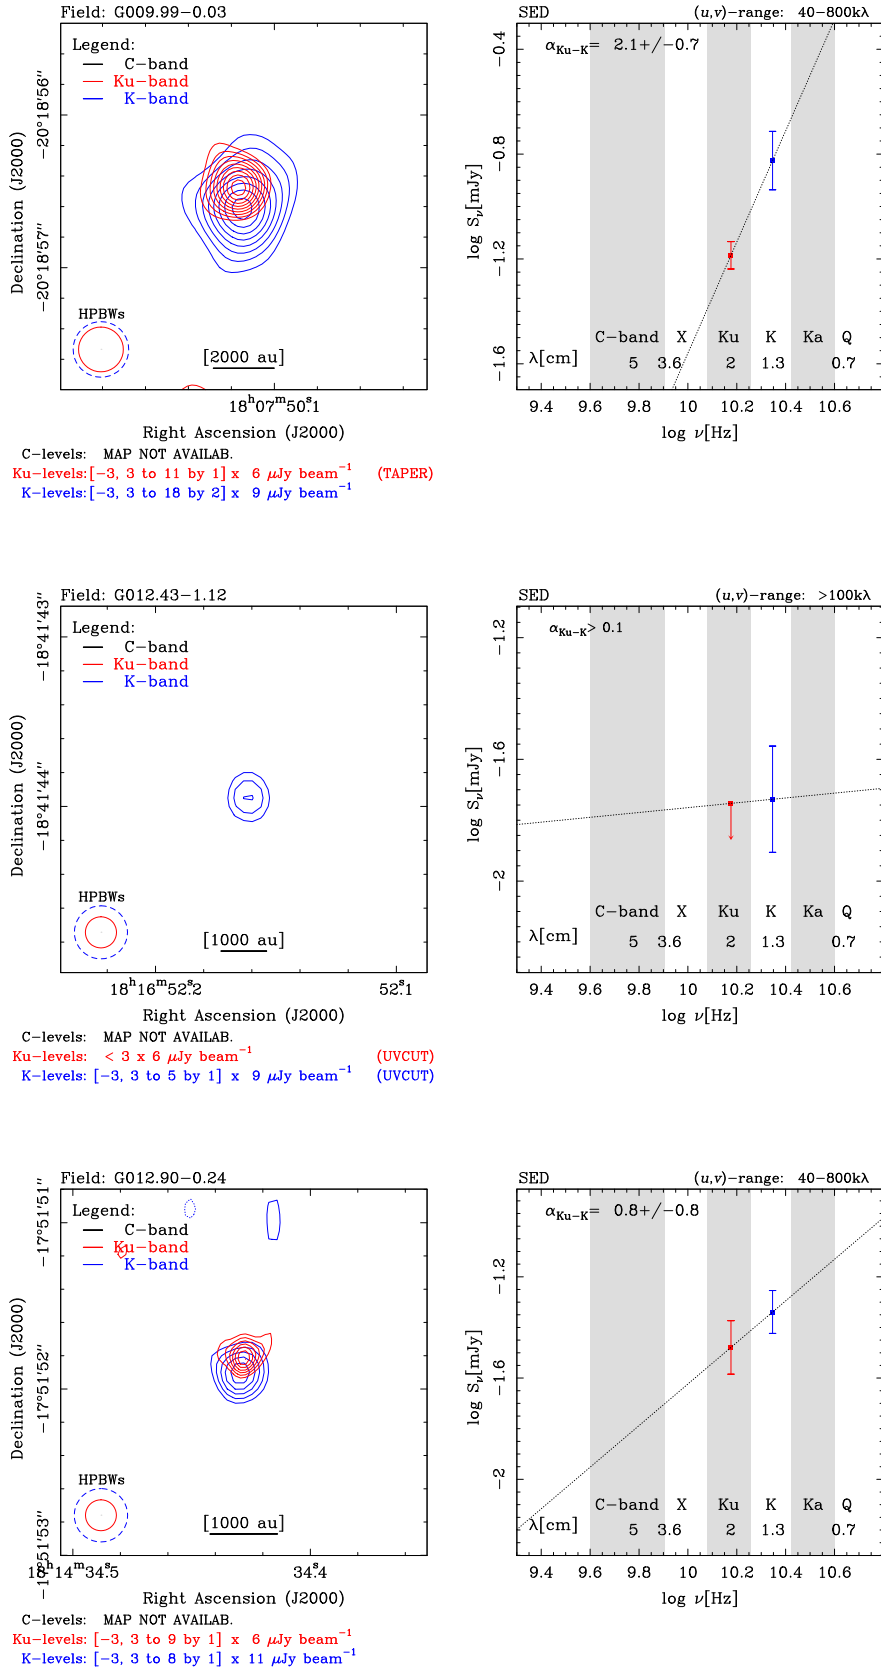 Field: G009.99−0.03
Legend:
C−band
Ku−band
K−band
Declination (J2000)
−20°18′56″
−20°18′57″
HPBWs
[2000 au]
18ʰ07ᵐ50ˢ.1
Right Ascension (J2000)
C−levels: MAP NOT AVAILAB.
Ku−levels:[−3, 3 to 11 by 1] x 6 μJy beam⁻¹ (TAPER)
K−levels:[−3, 3 to 18 by 2] x 9 μJy beam⁻¹
SED (u,v)−range: 40−800kλ
α_Ku−K= 2.1+/−0.7
log S_ν[mJy]
−0.4
−0.8
−1.2
−1.6
C−band X Ku K Ka Q
λ[cm] 5 3.6 2 1.3 0.7
9.4 9.6 9.8 10 10.2 10.4 10.6
log ν[Hz]
Field: G012.43−1.12
Legend:
C−band
Ku−band
K−band
Declination (J2000)
−18°41′43″
−18°41′44″
HPBWs
[1000 au]
18ʰ16ᵐ52ˢ.2 52ˢ.1
Right Ascension (J2000)
C−levels: MAP NOT AVAILAB.
Ku−levels: < 3 x 6 μJy beam⁻¹ (UVCUT)
K−levels: [−3, 3 to 5 by 1] x 9 μJy beam⁻¹ (UVCUT)
SED (u,v)−range: >100kλ
α_Ku−K> 0.1
log S_ν[mJy]
−1.2
−1.6
−2
C−band X Ku K Ka Q
λ[cm] 5 3.6 2 1.3 0.7
9.4 9.6 9.8 10 10.2 10.4 10.6
log ν[Hz]
Field: G012.90−0.24
Legend:
C−band
Ku−band
K−band
Declination (J2000)
−17°51′51″
−17°51′52″
−17°51′53″
HPBWs
[1000 au]
18ʰ14ᵐ34ˢ.5 34ˢ.4
Right Ascension (J2000)
C−levels: MAP NOT AVAILAB.
Ku−levels: [−3, 3 to 9 by 1] x 6 μJy beam⁻¹
K−levels: [−3, 3 to 8 by 1] x 11 μJy beam⁻¹
SED (u,v)−range: 40−800kλ
α_Ku−K= 0.8+/−0.8
log S_ν[mJy]
−1.2
−1.6
−2
C−band X Ku K Ka Q
λ[cm] 5 3.6 2 1.3 0.7
9.4 9.6 9.8 10 10.2 10.4 10.6
log ν[Hz]